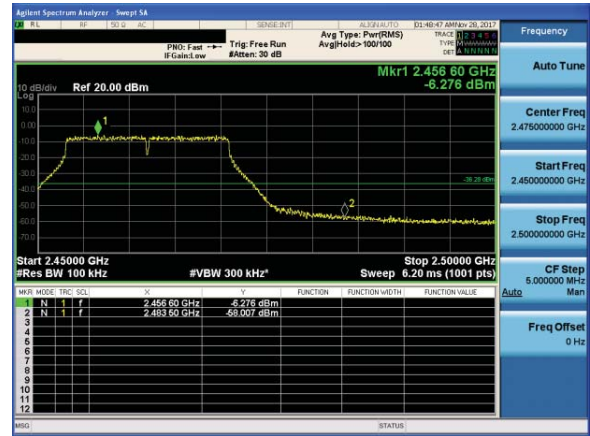 Agilent Spectrum Analyzer - Swept SA
RL RF 50 Ω AC SENSE:INT ALIGNAUTO 01:48:47 AM Nov 28, 2017
PNO: Fast Trig: Free Run Avg Type: Pwr(RMS) TRACE 1 2 3 4 5 6
IFGain:Low #Atten: 30 dB Avg|Hold:>100/100 TYPE MWWWWW
DET A N N N N N
Mkr1 2.456 60 GHz
-6.276 dBm
10 dB/div Ref 20.00 dBm
Log
10.0
0.00
-10.0
-20.0
-30.0
-40.0
-50.0
-60.0
-70.0
1
2
-36.28 dBm
Start 2.45000 GHz Stop 2.50000 GHz
#Res BW 100 kHz #VBW 300 kHz* Sweep 6.20 ms (1001 pts)
MKR MODE TRC SCL X Y FUNCTION FUNCTION WIDTH FUNCTION VALUE
1 N 1 f 2.456 60 GHz -6.276 dBm
2 N 1 f 2.483 50 GHz -58.007 dBm
3
4
5
6
7
8
9
10
11
12
MSG STATUS
Frequency
Auto Tune
Center Freq
2.475000000 GHz
Start Freq
2.450000000 GHz
Stop Freq
2.500000000 GHz
CF Step
5.000000 MHz
Auto Man
Freq Offset
0 Hz